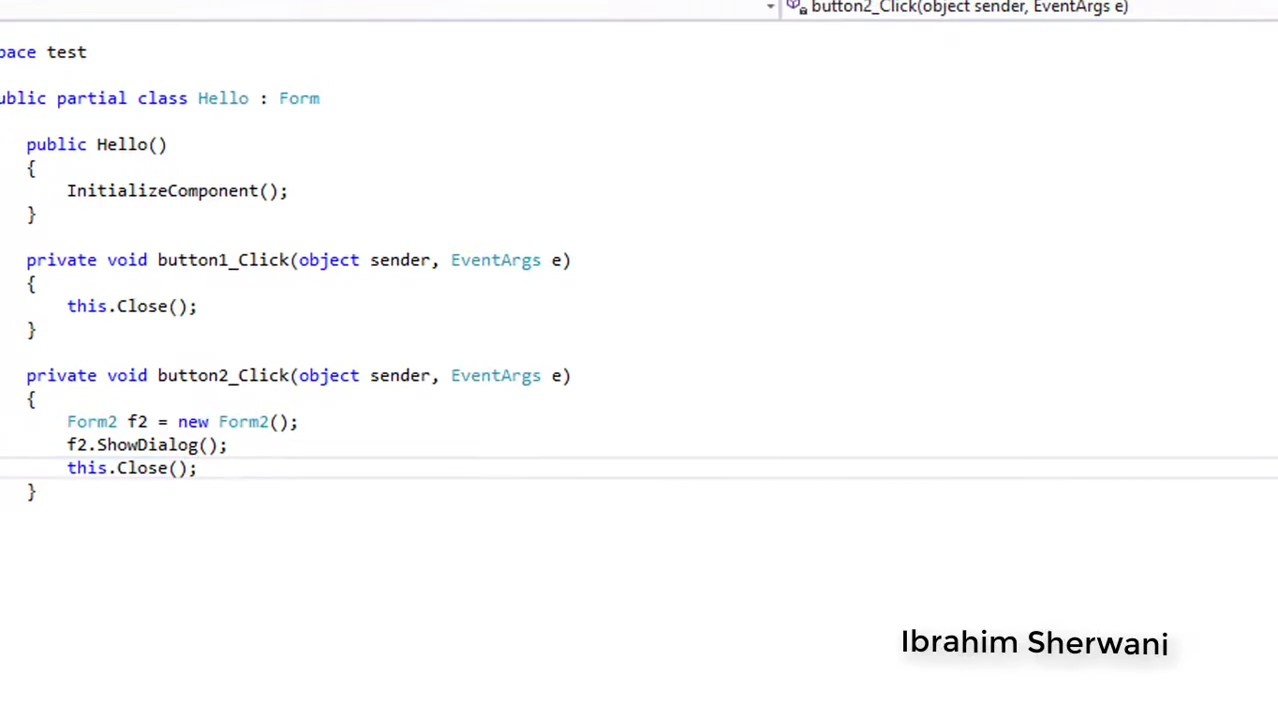 button2_Click(object sender, EventArgs e)
pace test
ublic partial class Hello : Form
public Hello()
{
InitializeComponent();
}
private void button1_Click(object sender, EventArgs e)
{
this.Close();
}
private void button2_Click(object sender, EventArgs e)
{
Form2 f2 = new Form2();
f2.ShowDialog();
this.Close();
}
Ibrahim Sherwani